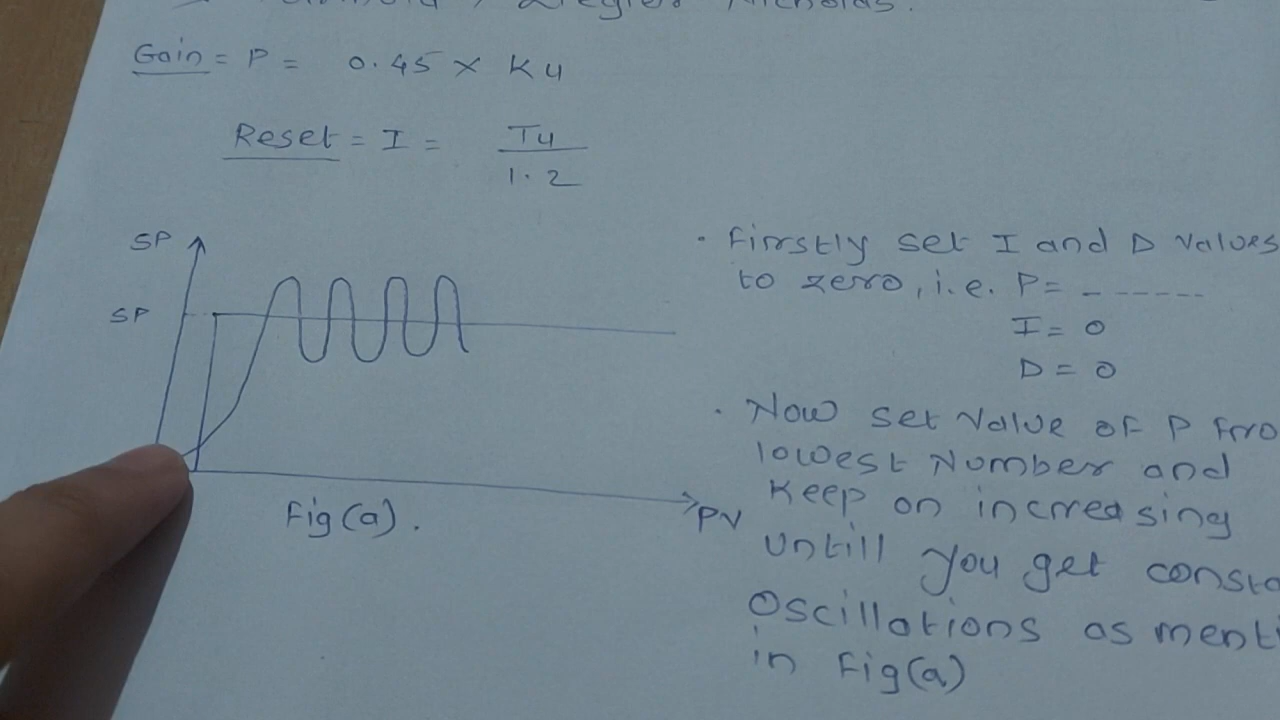 Nicholas.
Gain = P = 0.45 x Ku
Reset = I = Tu
1.2
SP
SP
Fig(a).
PV
• Firstly set I and D values
to zero, i.e. P= - - - - - -
I = 0
D = 0
• Now set value of P fro
lowest Number and
Keep on increasing
untill you get consta
oscillations as menti
in Fig(a)